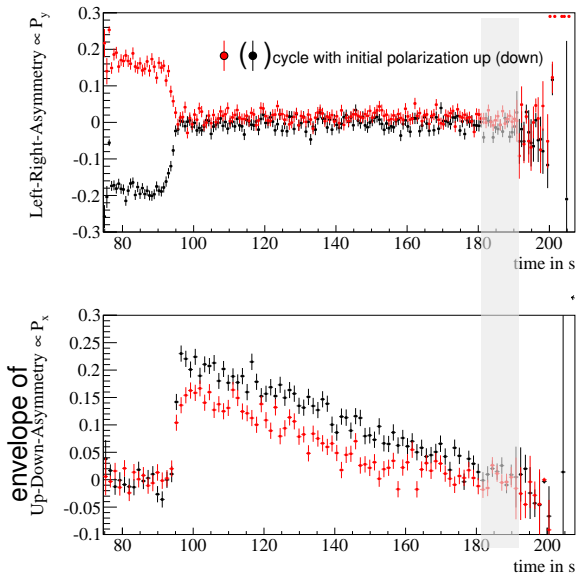 Left-Right-Asymmetry ∝ P_y
0.3
0.2
0.1
0
-0.1
-0.2
-0.3
( ) cycle with initial polarization up (down)
80 100 120 140 160 180 200
time in s
envelope of
Up-Down-Asymmetry ∝ P_x
0.3
0.25
0.2
0.15
0.1
0.05
0
-0.05
-0.1
80 100 120 140 160 180 200
time in s